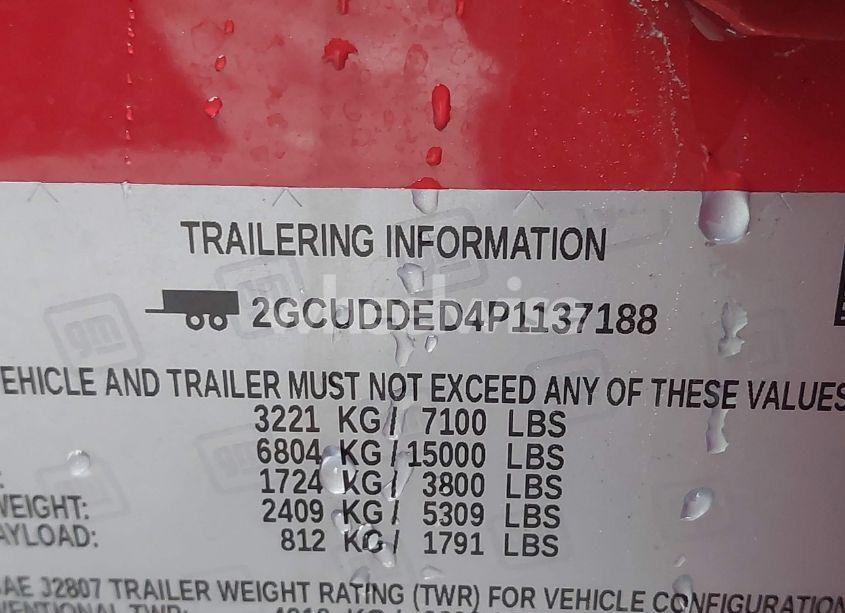 TRAILERING INFORMATION
2GCUDDED4P1137188
EHICLE AND TRAILER MUST NOT EXCEED ANY OF THESE VALUES
3221 KG/ 7100 LBS
6804 KG/15000 LBS
: 1724 KG/ 3800 LBS
WEIGHT: 2409 KG/ 5309 LBS
AYLOAD: 812 KG/ 1791 LBS
SAE J2807 TRAILER WEIGHT RATING (TWR) FOR VEHICLE CONFIGURATION